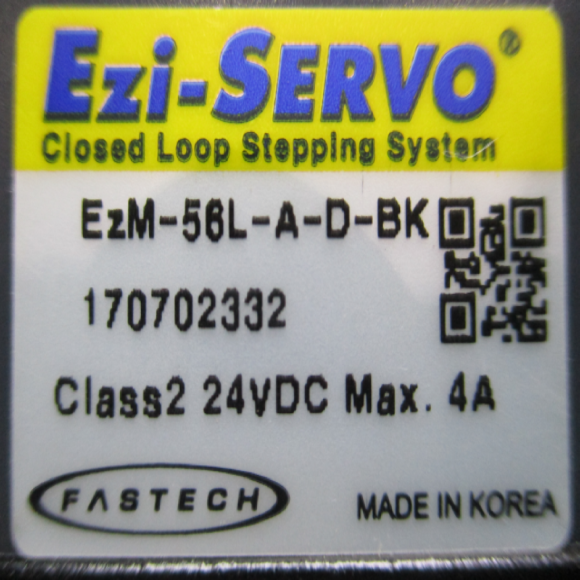 Ezi-SERVO®
Closed Loop Stepping System
EzM-56L-A-D-BK
170702332
Class2 24VDC Max. 4A
FASTECH
MADE IN KOREA